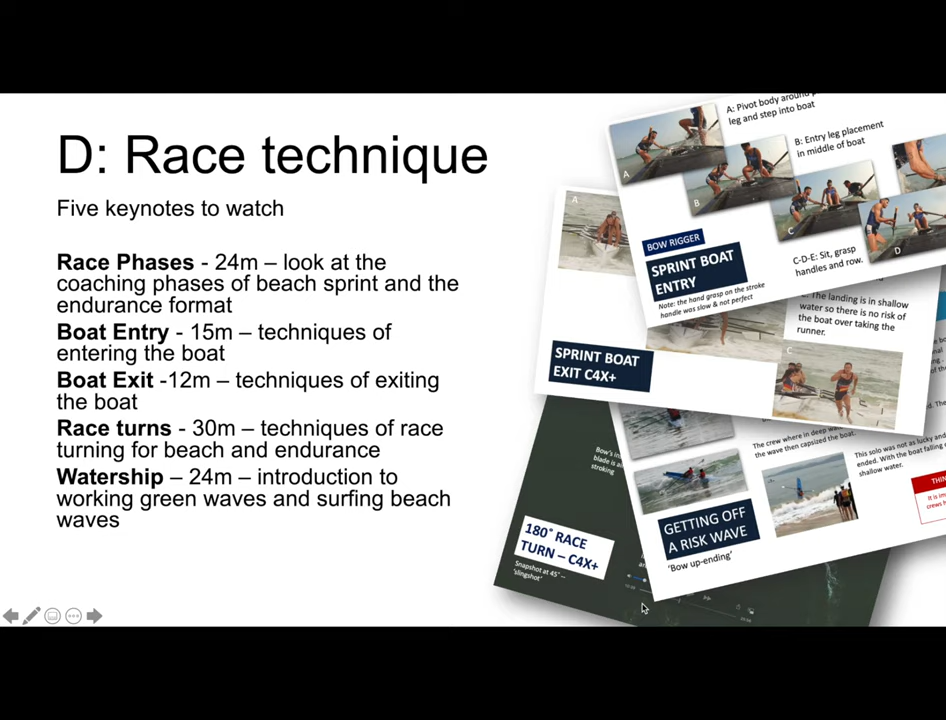 D: Race technique
Five keynotes to watch
Race Phases - 24m – look at the
coaching phases of beach sprint and the
endurance format
Boat Entry - 15m – techniques of
entering the boat
Boat Exit -12m – techniques of exiting
the boat
Race turns - 30m – techniques of race
turning for beach and endurance
Watership – 24m – introduction to
working green waves and surfing beach
waves
A: Pivot body around
leg and step into boat
B: Entry leg placement
in middle of boat
A
B
C
D
BOW RIGGER
SPRINT BOAT
ENTRY
Note: the hand grasp on the stroke
handle was slow & not perfect
C-D-E: Sit, grasp
handles and row.
A
The landing is in shallow
water so there is no risk of
the boat over taking the
runner.
SPRINT BOAT
EXIT C4X+
C
The crew where in deep
the wave then capsized the boat.
This solo was not as lucky and
ended. With the boat falling
shallow water.
GETTING OFF
A RISK WAVE
'Bow up-ending'
180° RACE
TURN – C4X+
Snapshot at 45° –
'slingshot'
Bow's
blade is
stroking